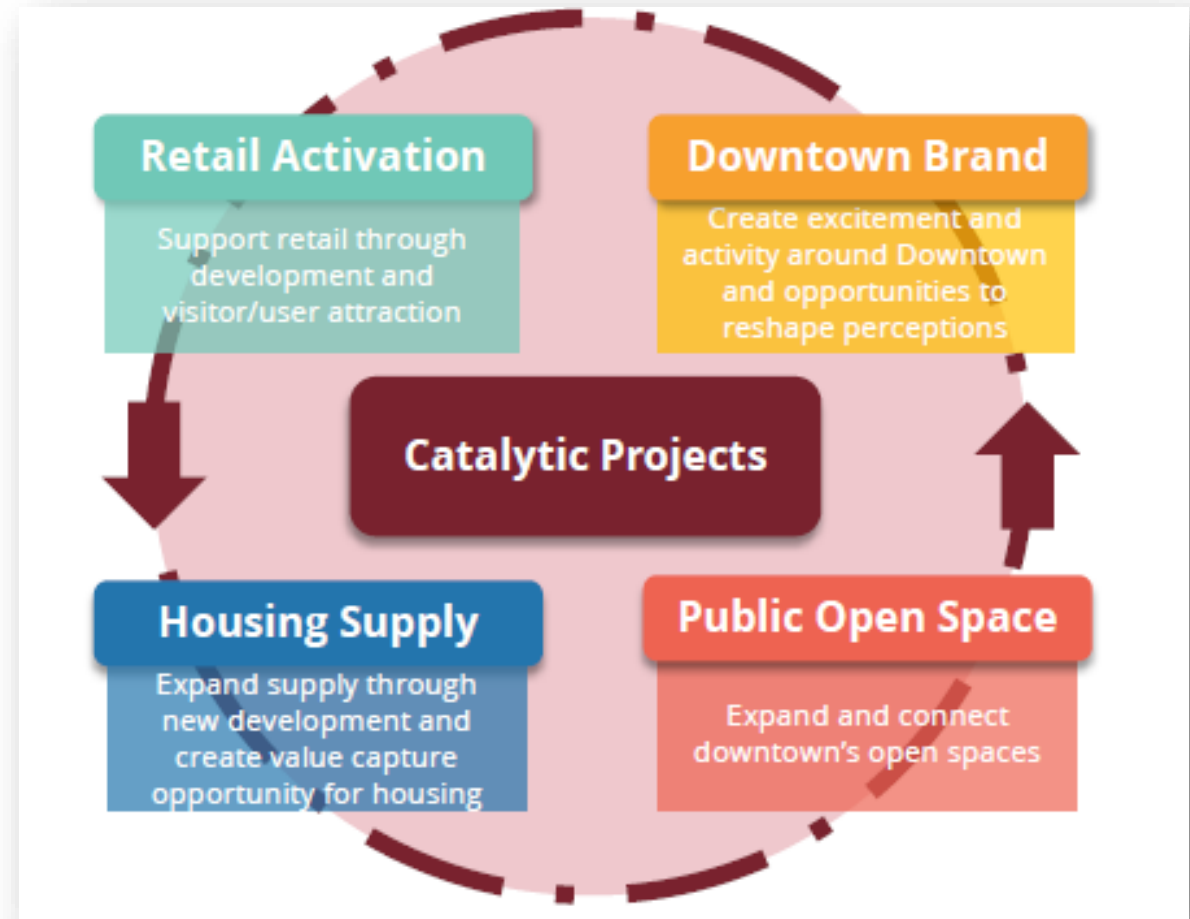 Retail Activation
Support retail through
development and
visitor/user attraction
Downtown Brand
Create excitement and
activity around Downtown
and opportunities to
reshape perceptions
Catalytic Projects
Housing Supply
Expand supply through
new development and
create value capture
opportunity for housing
Public Open Space
Expand and connect
downtown’s open spaces